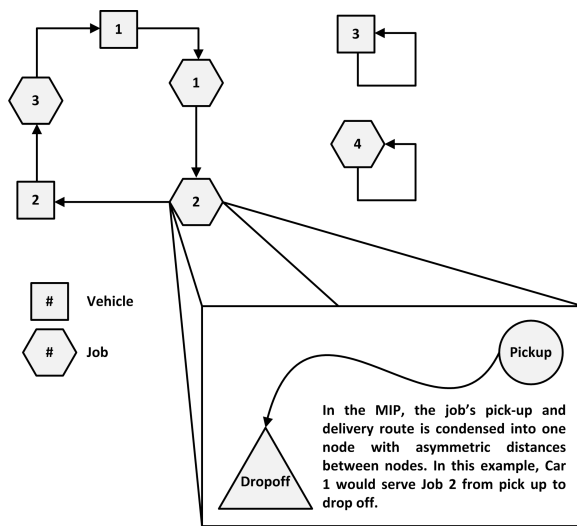 1
3
1
3
4
2
2
# Vehicle
# Job
Pickup
In the MIP, the job's pick-up and
delivery route is condensed into one
node with asymmetric distances
between nodes. In this example, Car
1 would serve Job 2 from pick up to
drop off.
Dropoff